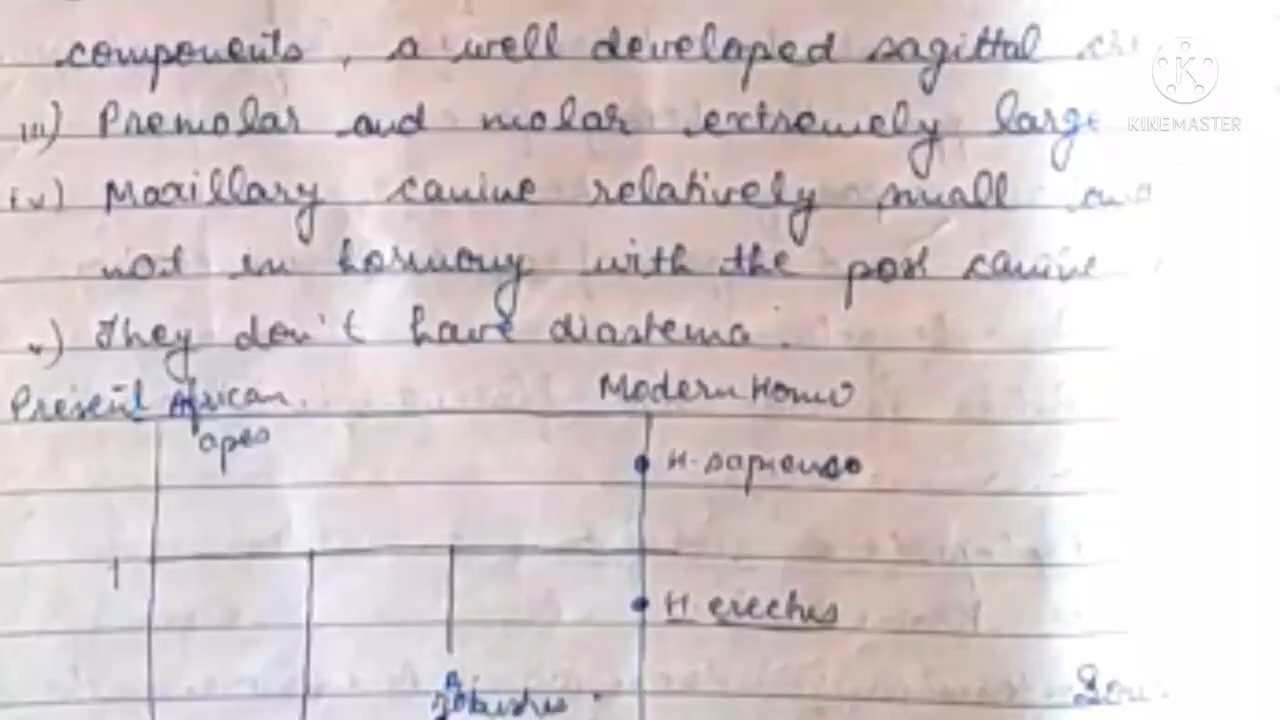 components, a well developed sagittal
KINEMASTER
iii) Premolar and molar extremely large
iv) Maxillary canine relatively small and
not in harmony with the post canine
v) They don't have diastema.
Present African apes
Modern Homo
H. sapiens
1
H. erectus
A robustus